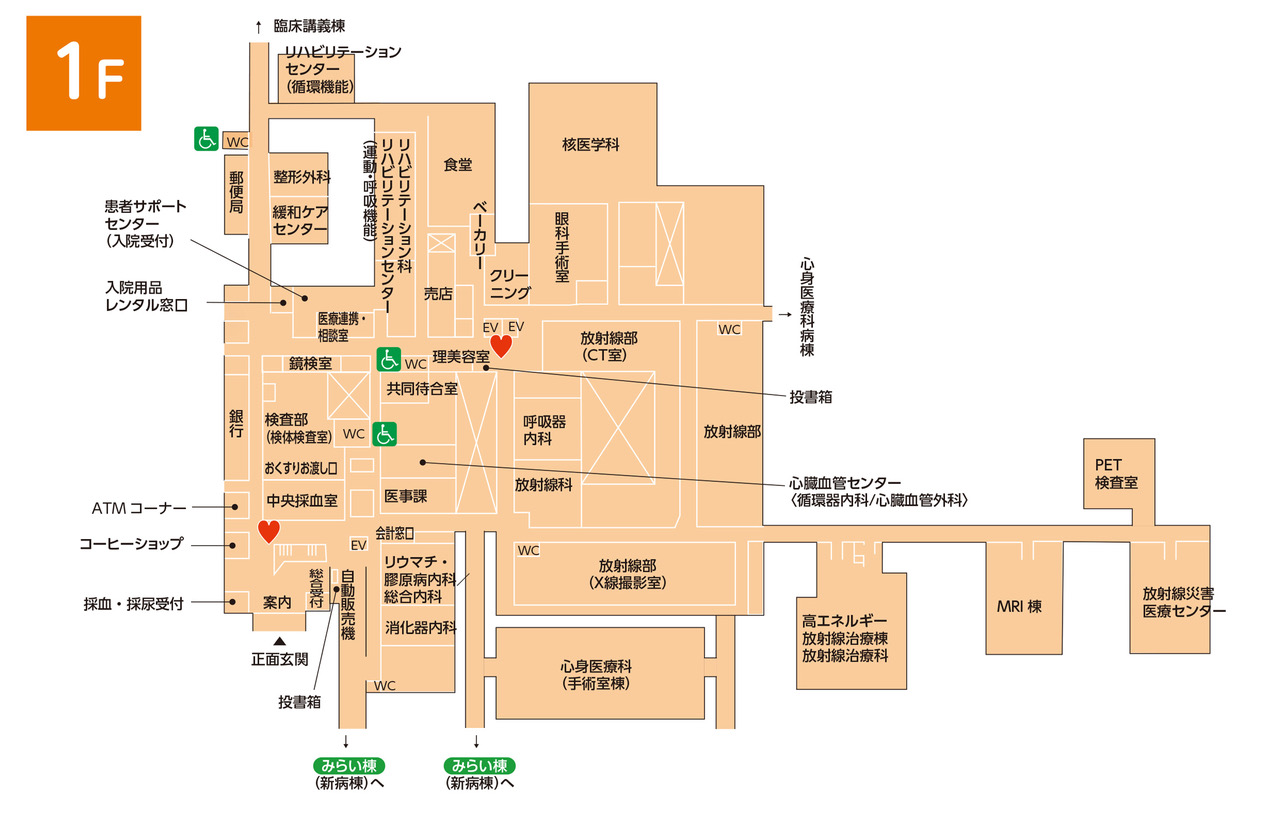 1F
↑ 臨床講義棟
リハビリテーション
センター
(循環機能)
WC
郵便局
整形外科
緩和ケア
センター
リハビリテーション科
リハビリテーションセンター
(運動・呼吸機能)
食堂
ベーカリー
核医学科
眼科手術室
クリー
ニング
売店
患者サポート
センター
(入院受付)
入院用品
レンタル窓口
医療連携・
相談室
EV
EV
WC
→
心身医療科病棟
放射線部
(CT室)
鏡検室
WC
理美容室
共同待合室
投書箱
銀行
検査部
(検体検査室)
WC
呼吸器
内科
放射線部
おくすりお渡し口
中央採血室
医事課
放射線科
心臓血管センター
〈循環器内科/心臓血管外科〉
PET
検査室
ATM コーナー
コーヒーショップ
採血・採尿受付
会計窓口
EV
WC
リウマチ・
膠原病内科/
総合内科
放射線部
(X線撮影室)
案内
総合受付
自動販売機
消化器内科
WC
正面玄関
投書箱
心身医療科
(手術室棟)
高エネルギー
放射線治療棟
放射線治療科
MRI 棟
放射線災害
医療センター
みらい棟
(新病棟)へ
みらい棟
(新病棟)へ